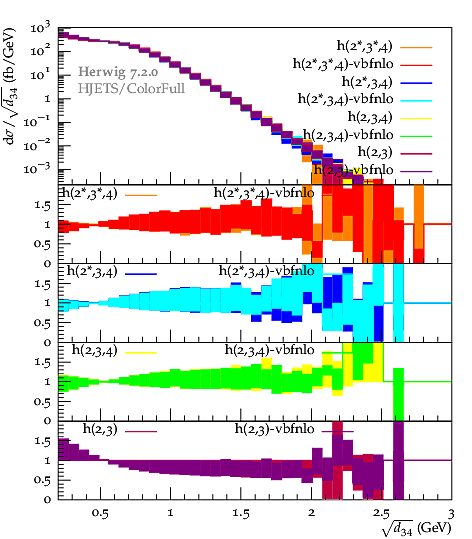 10^3
10^2
10^1
1
10^−1
10^−2
10^−3
dσ/√d34 (fb/GeV)
Herwig 7.2.0
HJETS/ColorFull
h(2*,3*,4)
h(2*,3*,4)-vbfnlo
h(2*,3,4)
h(2*,3,4)-vbfnlo
h(2,3,4)
h(2,3,4)-vbfnlo
h(2,3)
h(2,3)-vbfnlo
h(2*,3*,4) h(2*,3*,4)-vbfnlo
1.5
1
0.5
0
h(2*,3,4) h(2*,3,4)-vbfnlo
1.5
1
0.5
0
h(2,3,4) h(2,3,4)-vbfnlo
1.5
1
0.5
0
h(2,3) h(2,3)-vbfnlo
1.5
1
0.5
0
0.5 1 1.5 2 2.5 3
√d34 (GeV)